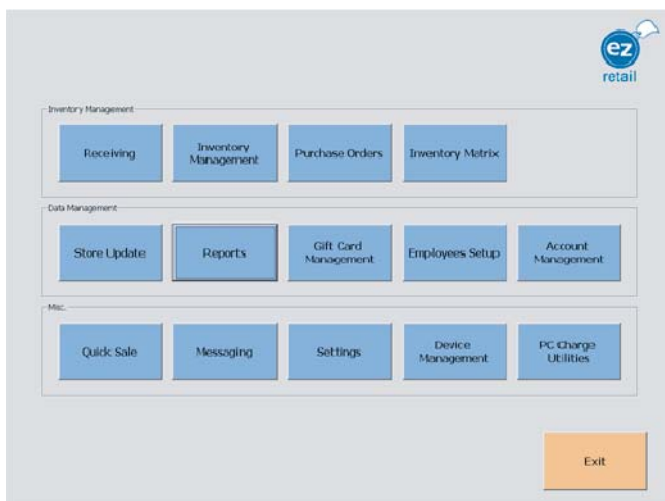 ez
retail
Inventory Management
Receiving
Inventory
Management
Purchase Orders
Inventory Matrix
Data Management
Store Update
Reports
Gift Card
Management
Employees Setup
Account
Management
Misc.
Quick Sale
Messaging
Settings
Device
Management
PC Charge
Utilities
Exit